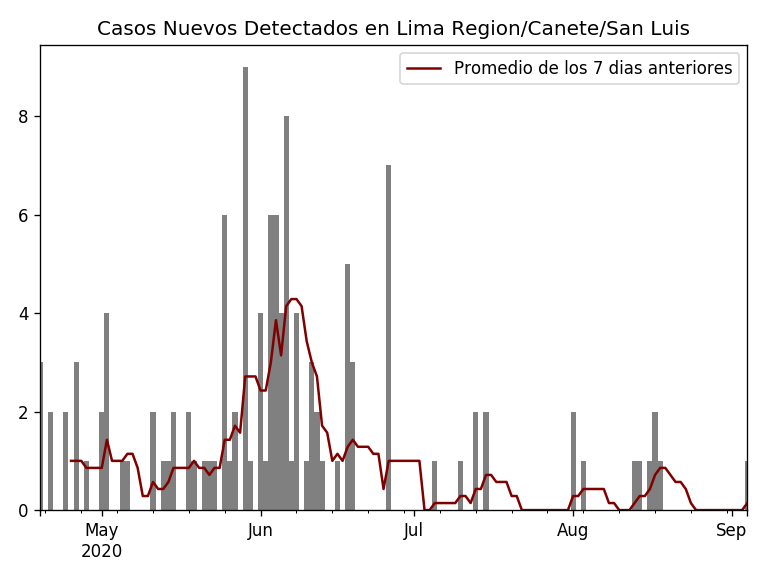 Casos Nuevos Detectados en Lima Region/Canete/San Luis
Promedio de los 7 dias anteriores
8
6
4
2
0
May Jun Jul Aug Sep
2020